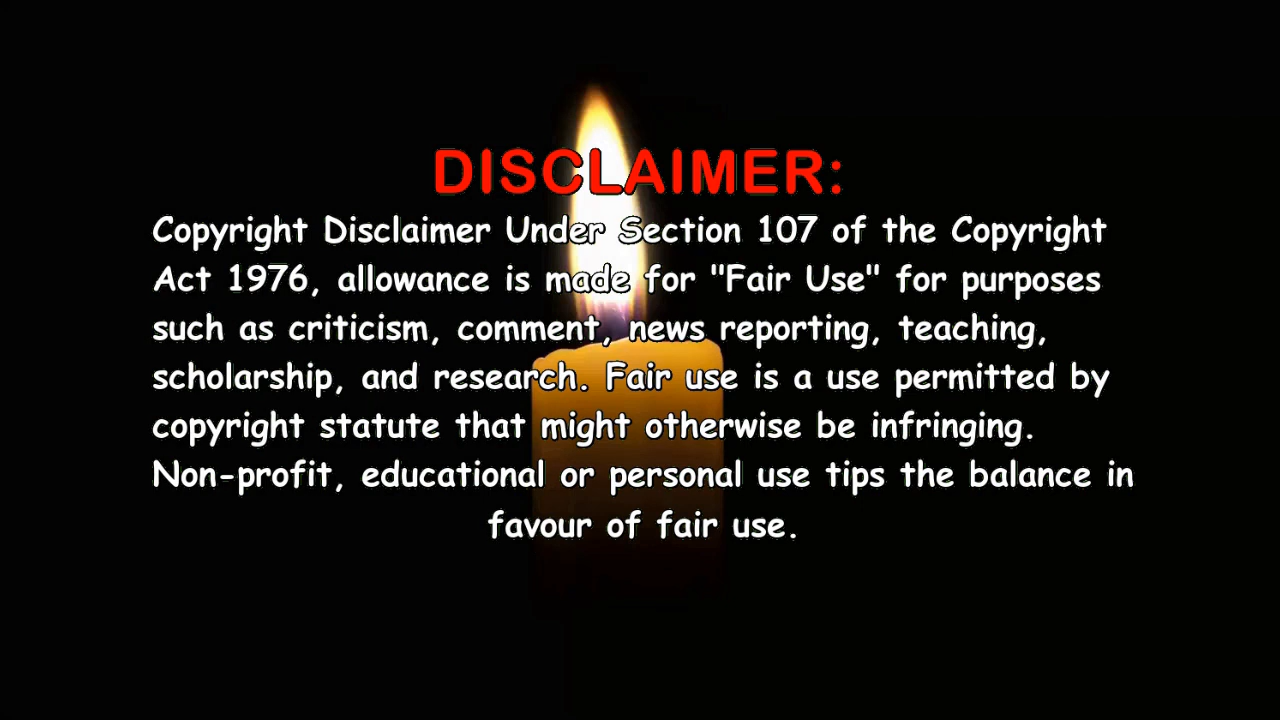 DISCLAIMER:
Copyright Disclaimer Under Section 107 of the Copyright
Act 1976, allowance is made for "Fair Use" for purposes
such as criticism, comment, news reporting, teaching,
scholarship, and research. Fair use is a use permitted by
copyright statute that might otherwise be infringing.
Non-profit, educational or personal use tips the balance in
favour of fair use.